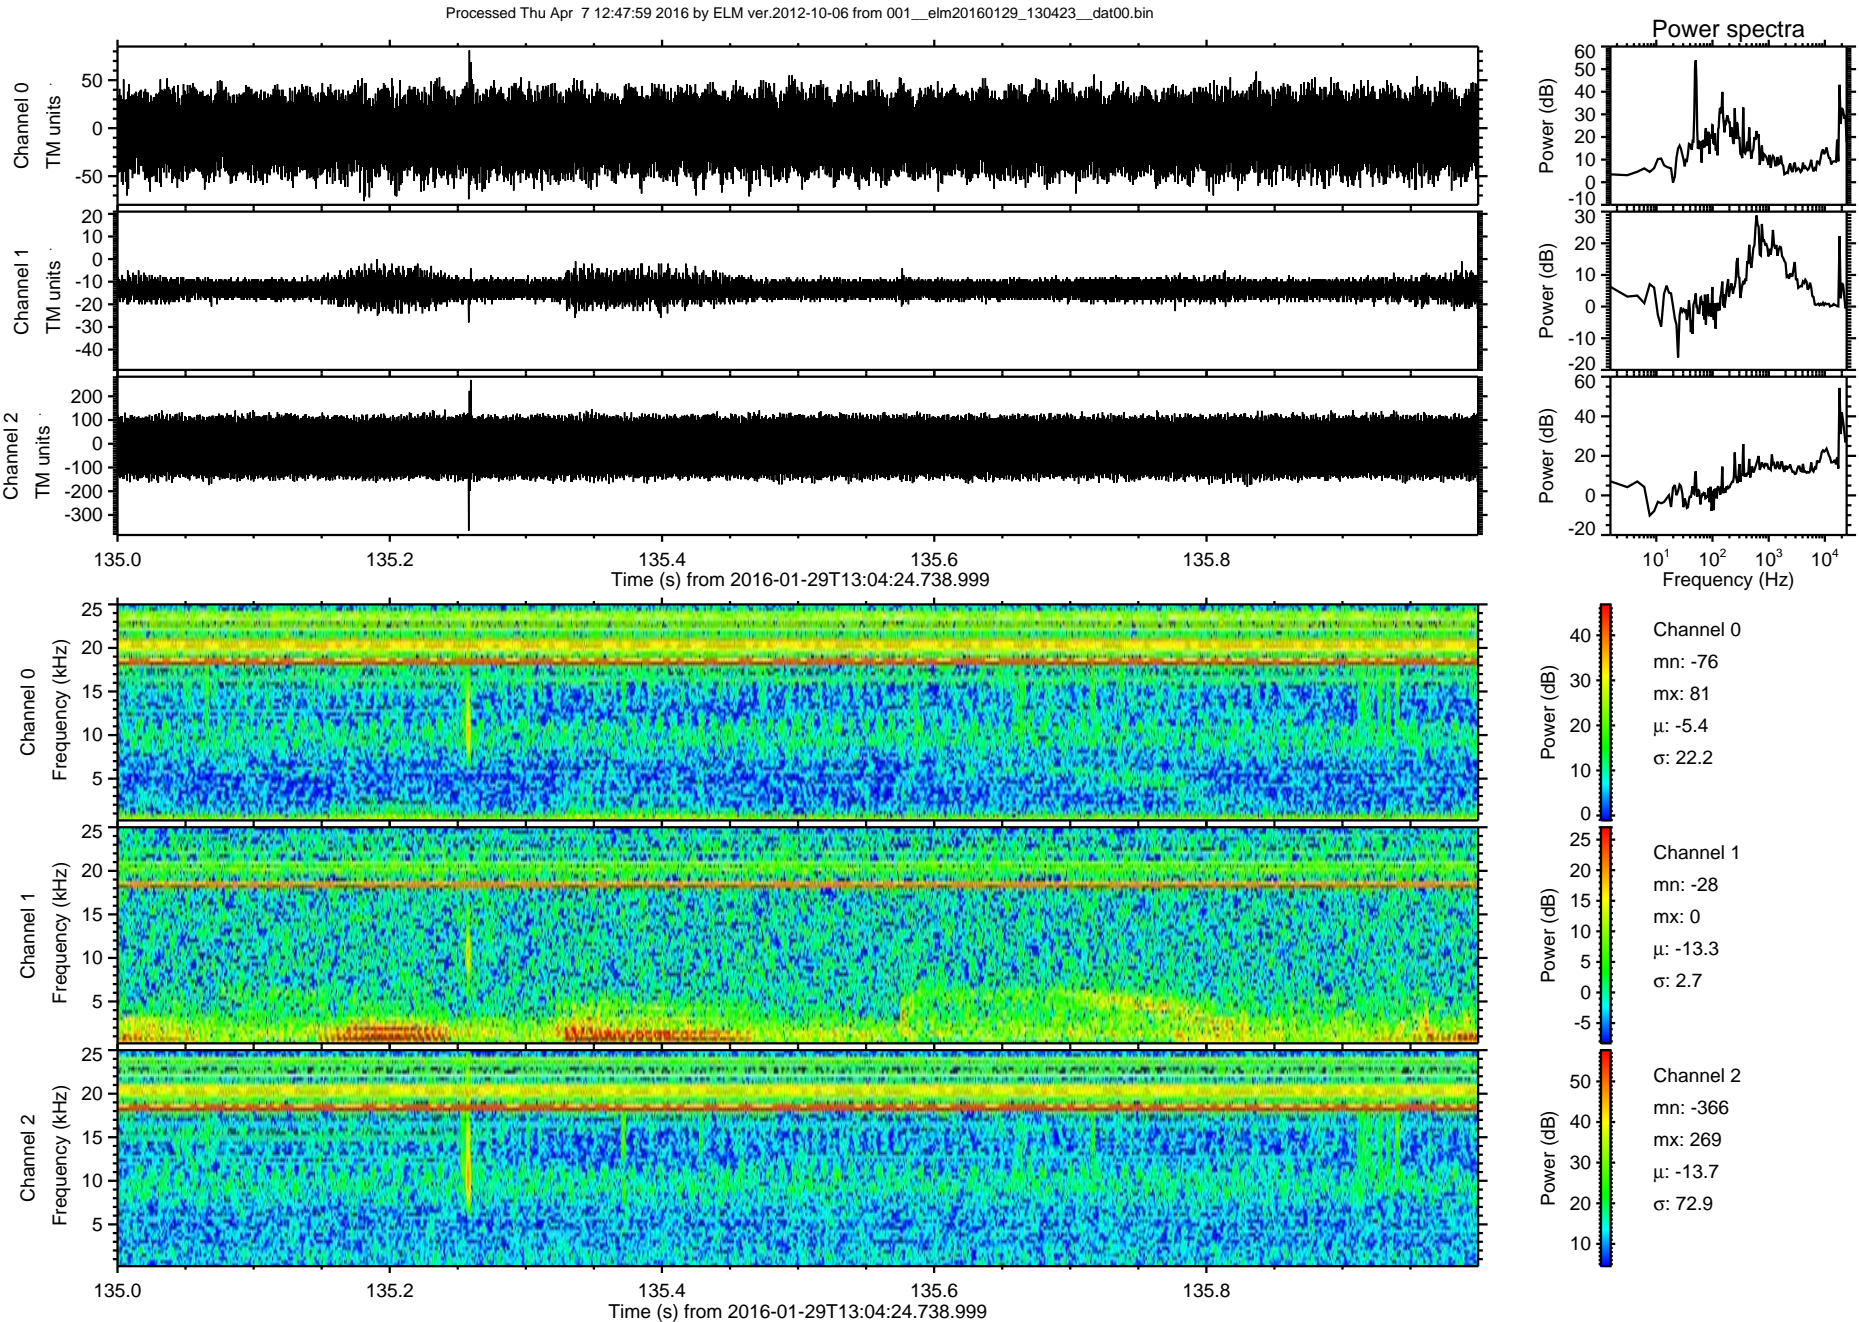 Processed Thu Apr 7 12:47:59 2016 by ELM ver.2012-10-06 from 001__elm20160129_130423__dat00.bin
Power spectra
Channel 0
TM units
50
0
-50
Power (dB)
60
50
40
30
20
10
0
-10
Channel 1
TM units
20
10
0
-10
-20
-30
-40
Power (dB)
30
20
10
0
-10
-20
Channel 2
TM units
200
100
0
-100
-200
-300
Power (dB)
60
40
20
0
-20
135.0 135.2 135.4 135.6 135.8
Time (s) from 2016-01-29T13:04:24.738.999
10^1 10^2 10^3 10^4
Frequency (Hz)
Channel 0
Frequency (kHz)
25
20
15
10
5
Power (dB)
40
30
20
10
0
Channel 0
mn: -76
mx: 81
μ: -5.4
σ: 22.2
Channel 1
Frequency (kHz)
25
20
15
10
5
Power (dB)
25
20
15
10
5
0
-5
Channel 1
mn: -28
mx: 0
μ: -13.3
σ: 2.7
Channel 2
Frequency (kHz)
25
20
15
10
5
Power (dB)
50
40
30
20
10
Channel 2
mn: -366
mx: 269
μ: -13.7
σ: 72.9
135.0 135.2 135.4 135.6 135.8
Time (s) from 2016-01-29T13:04:24.738.999